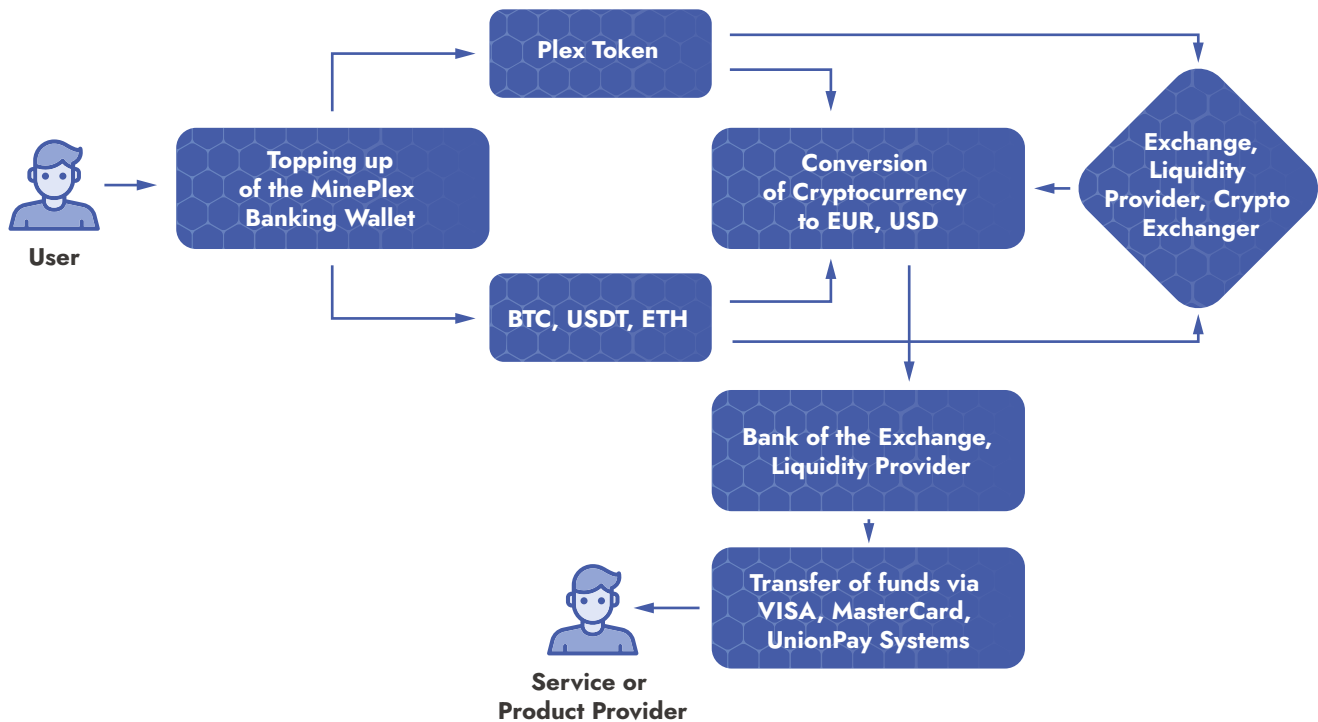 Plex Token
Topping up
of the MinePlex
Banking Wallet
User
Conversion
of Cryptocurrency
to EUR, USD
Exchange,
Liquidity
Provider, Crypto
Exchanger
BTC, USDT, ETH
Bank of the Exchange,
Liquidity Provider
Transfer of funds via
VISA, MasterCard,
UnionPay Systems
Service or
Product Provider